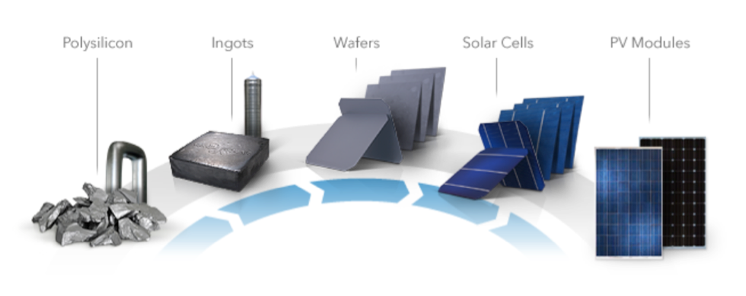 Polysilicon
Ingots
Wafers
Solar Cells
PV Modules